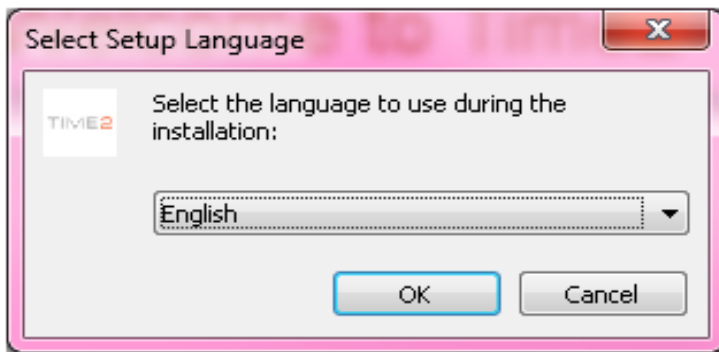 Select Setup Language
TIME2
Select the language to use during the
installation:
English
OK
Cancel